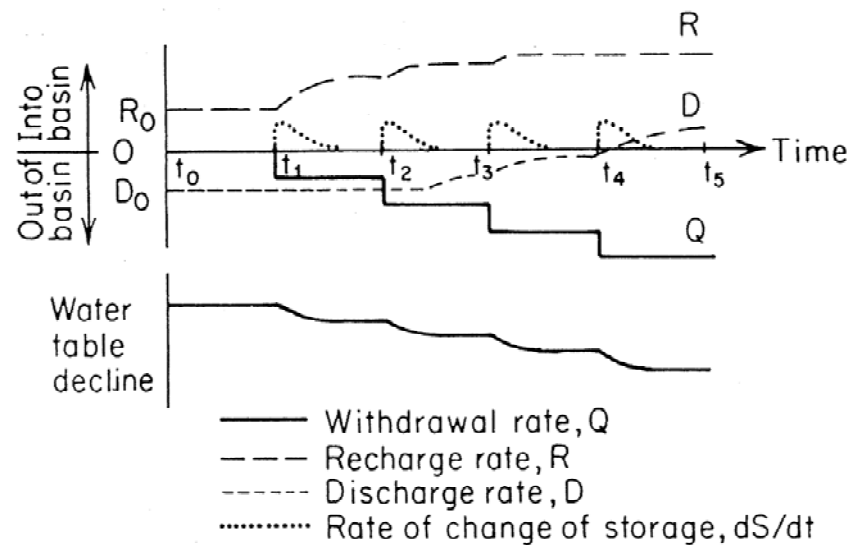 Out of Into
basin basin
R
R₀
D
O
t₀ t₁ t₂ t₃ t₄ t₅
Time
D₀
Q
Water
table
decline
Withdrawal rate, Q
Recharge rate, R
Discharge rate, D
Rate of change of storage, dS/dt